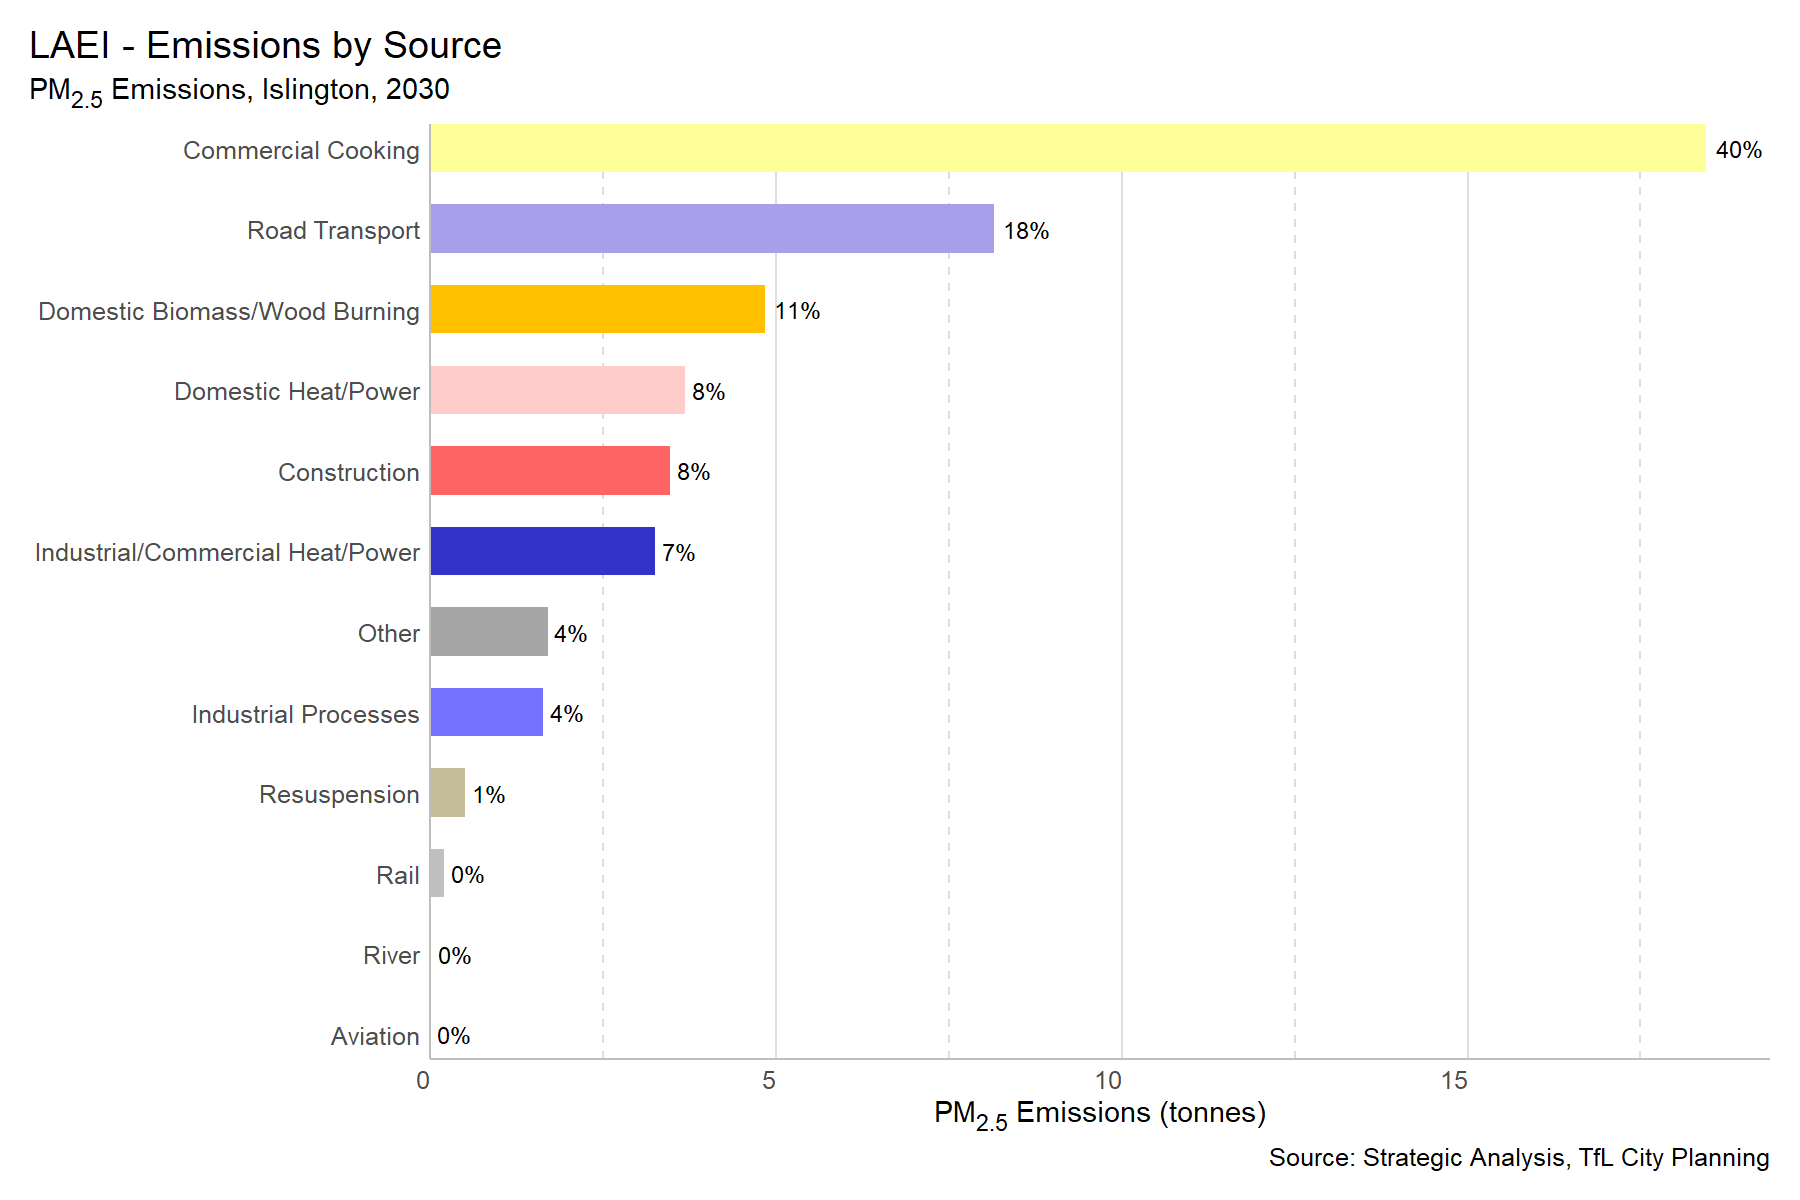 LAEI - Emissions by Source
PM2.5 Emissions, Islington, 2030
Commercial Cooking 40%
Road Transport 18%
Domestic Biomass/Wood Burning 11%
Domestic Heat/Power 8%
Construction 8%
Industrial/Commercial Heat/Power 7%
Other 4%
Industrial Processes 4%
Resuspension 1%
Rail 0%
River 0%
Aviation 0%
0 5 10 15
PM2.5 Emissions (tonnes)
Source: Strategic Analysis, TfL City Planning